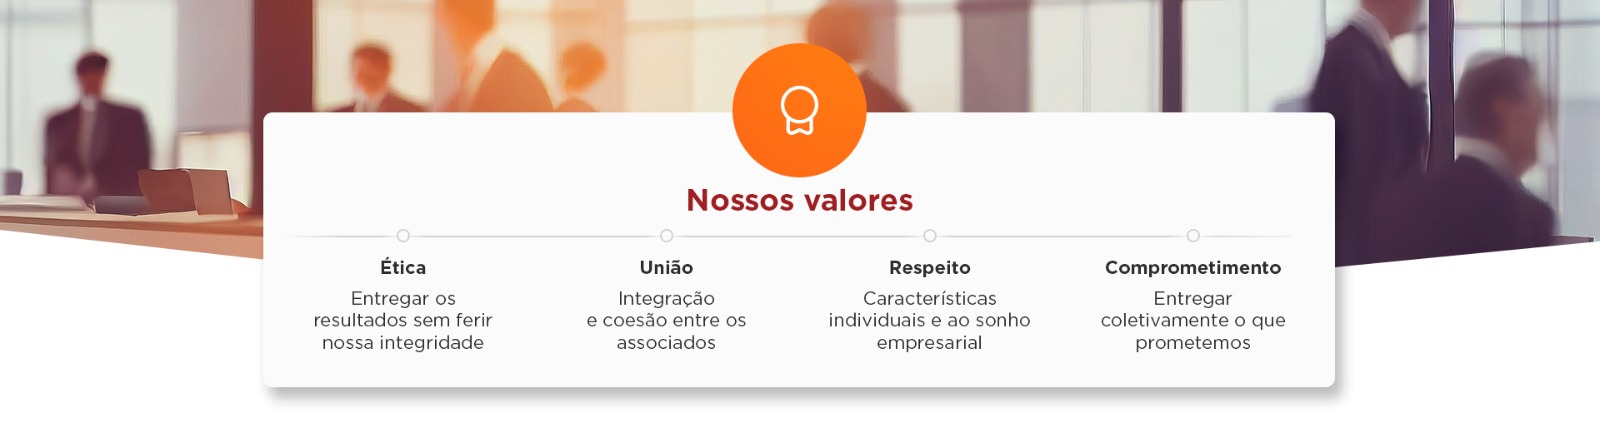 Nossos valores
Ética
Entregar os
resultados sem ferir
nossa integridade
União
Integração
e coesão entre os
associados
Respeito
Características
individuais e ao sonho
empresarial
Comprometimento
Entregar
coletivamente o que
prometemos